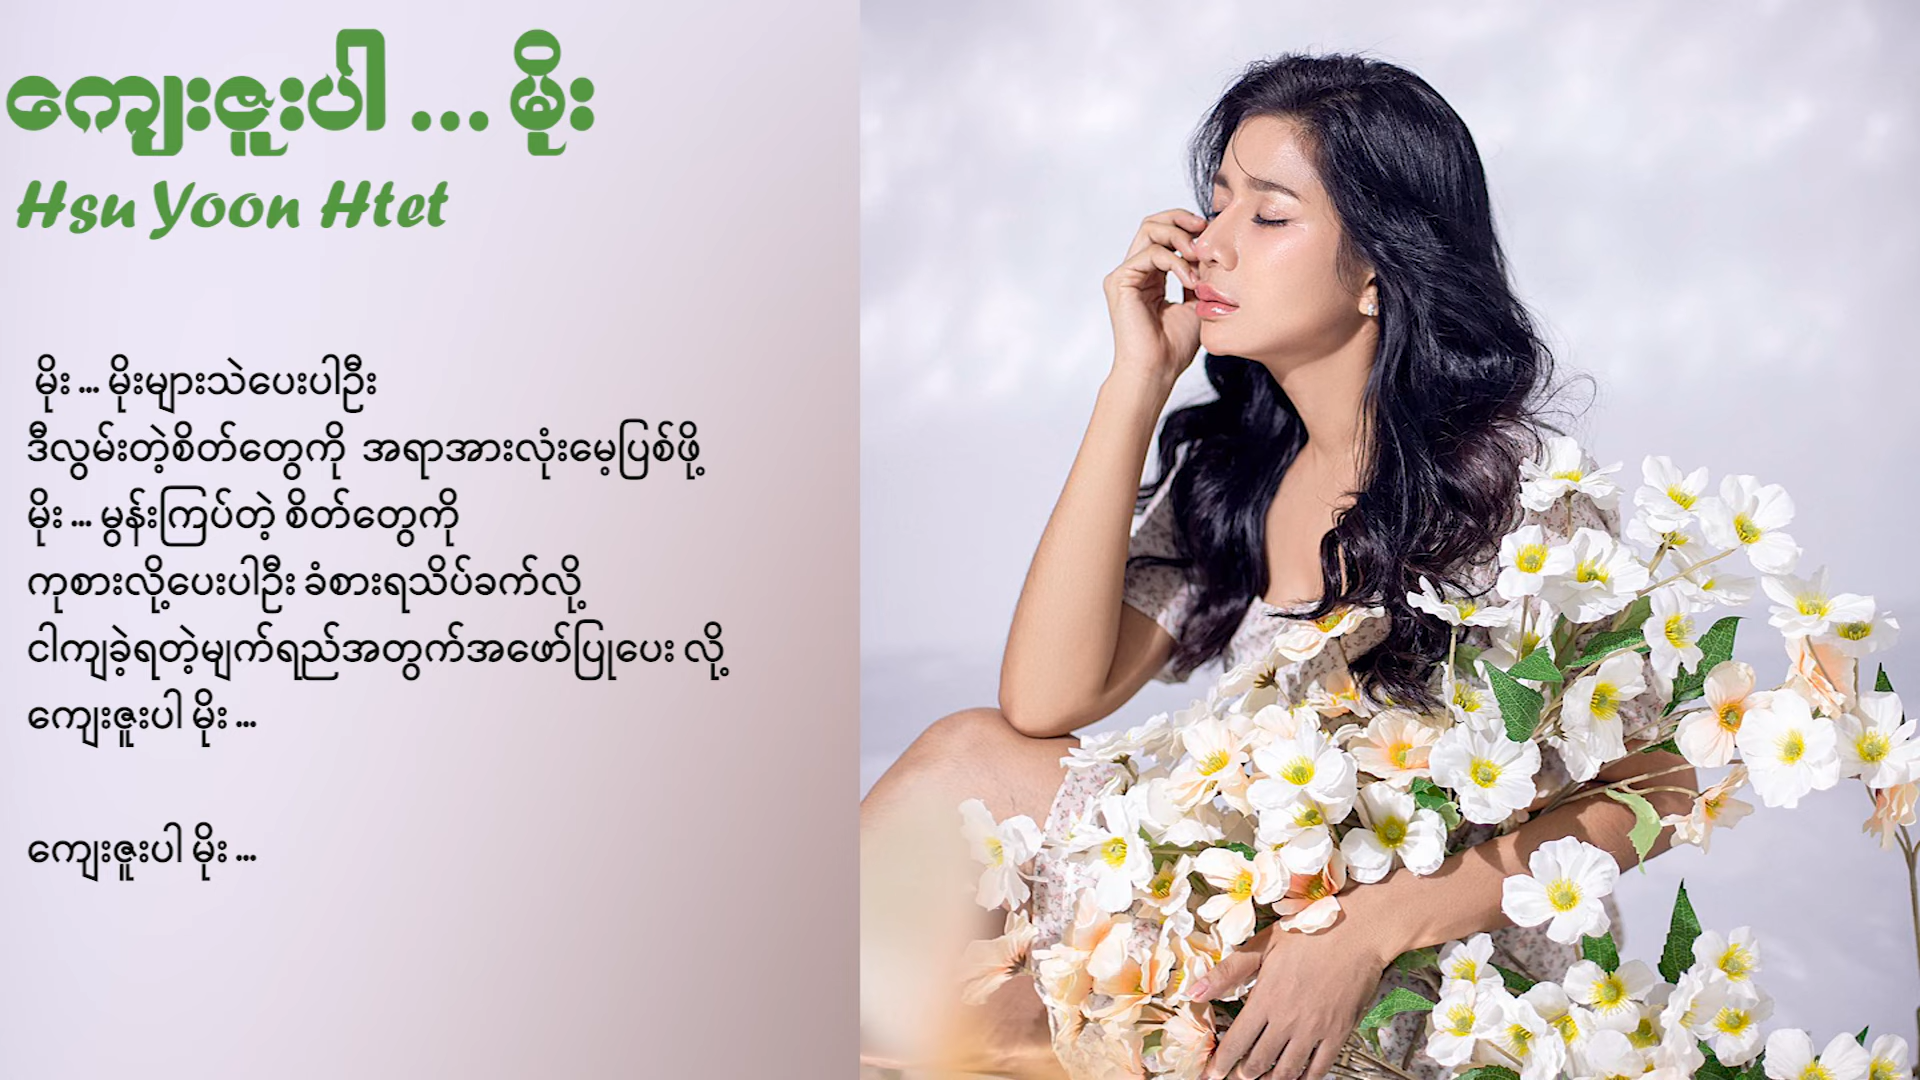 ကျေးဇူးပါ ... မိုး
Hsu Yoon Htet
မိုး ... မိုးများသဲပေးပါဦး
ဒီလွမ်းတဲ့စိတ်တွေကို အရာအားလုံးမေ့ပြစ်ဖို့
မိုး ... မွန်းကြပ်တဲ့ စိတ်တွေကို
ကုစားလို့ပေးပါဦး ခံစားရသိပ်ခက်လို့
ငါကျခဲ့ရတဲ့မျက်ရည်အတွက်အဖော်ပြုပေး လို့
ကျေးဇူးပါ မိုး ...
ကျေးဇူးပါ မိုး ...